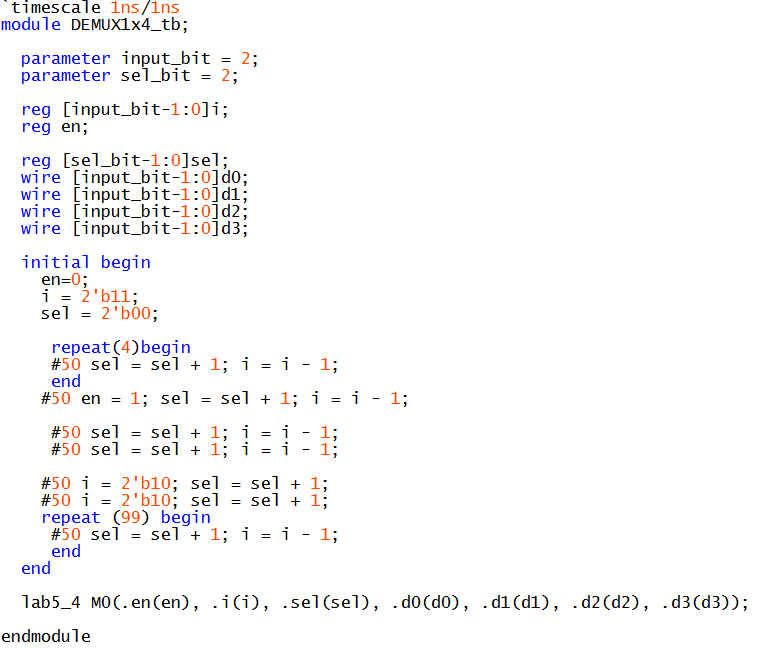 `timescale 1ns/1ns
module DEMUX1x4_tb;
parameter input_bit = 2;
parameter sel_bit = 2;
reg [input_bit-1:0]i;
reg en;
reg [sel_bit-1:0]sel;
wire [input_bit-1:0]d0;
wire [input_bit-1:0]d1;
wire [input_bit-1:0]d2;
wire [input_bit-1:0]d3;
initial begin
en=0;
i = 2'b11;
sel = 2'b00;
repeat(4)begin
#50 sel = sel + 1; i = i - 1;
end
#50 en = 1; sel = sel + 1; i = i - 1;
#50 sel = sel + 1; i = i - 1;
#50 sel = sel + 1; i = i - 1;
#50 i = 2'b10; sel = sel + 1;
#50 i = 2'b10; sel = sel + 1;
repeat (99) begin
#50 sel = sel + 1; i = i - 1;
end
end
lab5_4 M0(.en(en), .i(i), .sel(sel), .d0(d0), .d1(d1), .d2(d2), .d3(d3));
endmodule